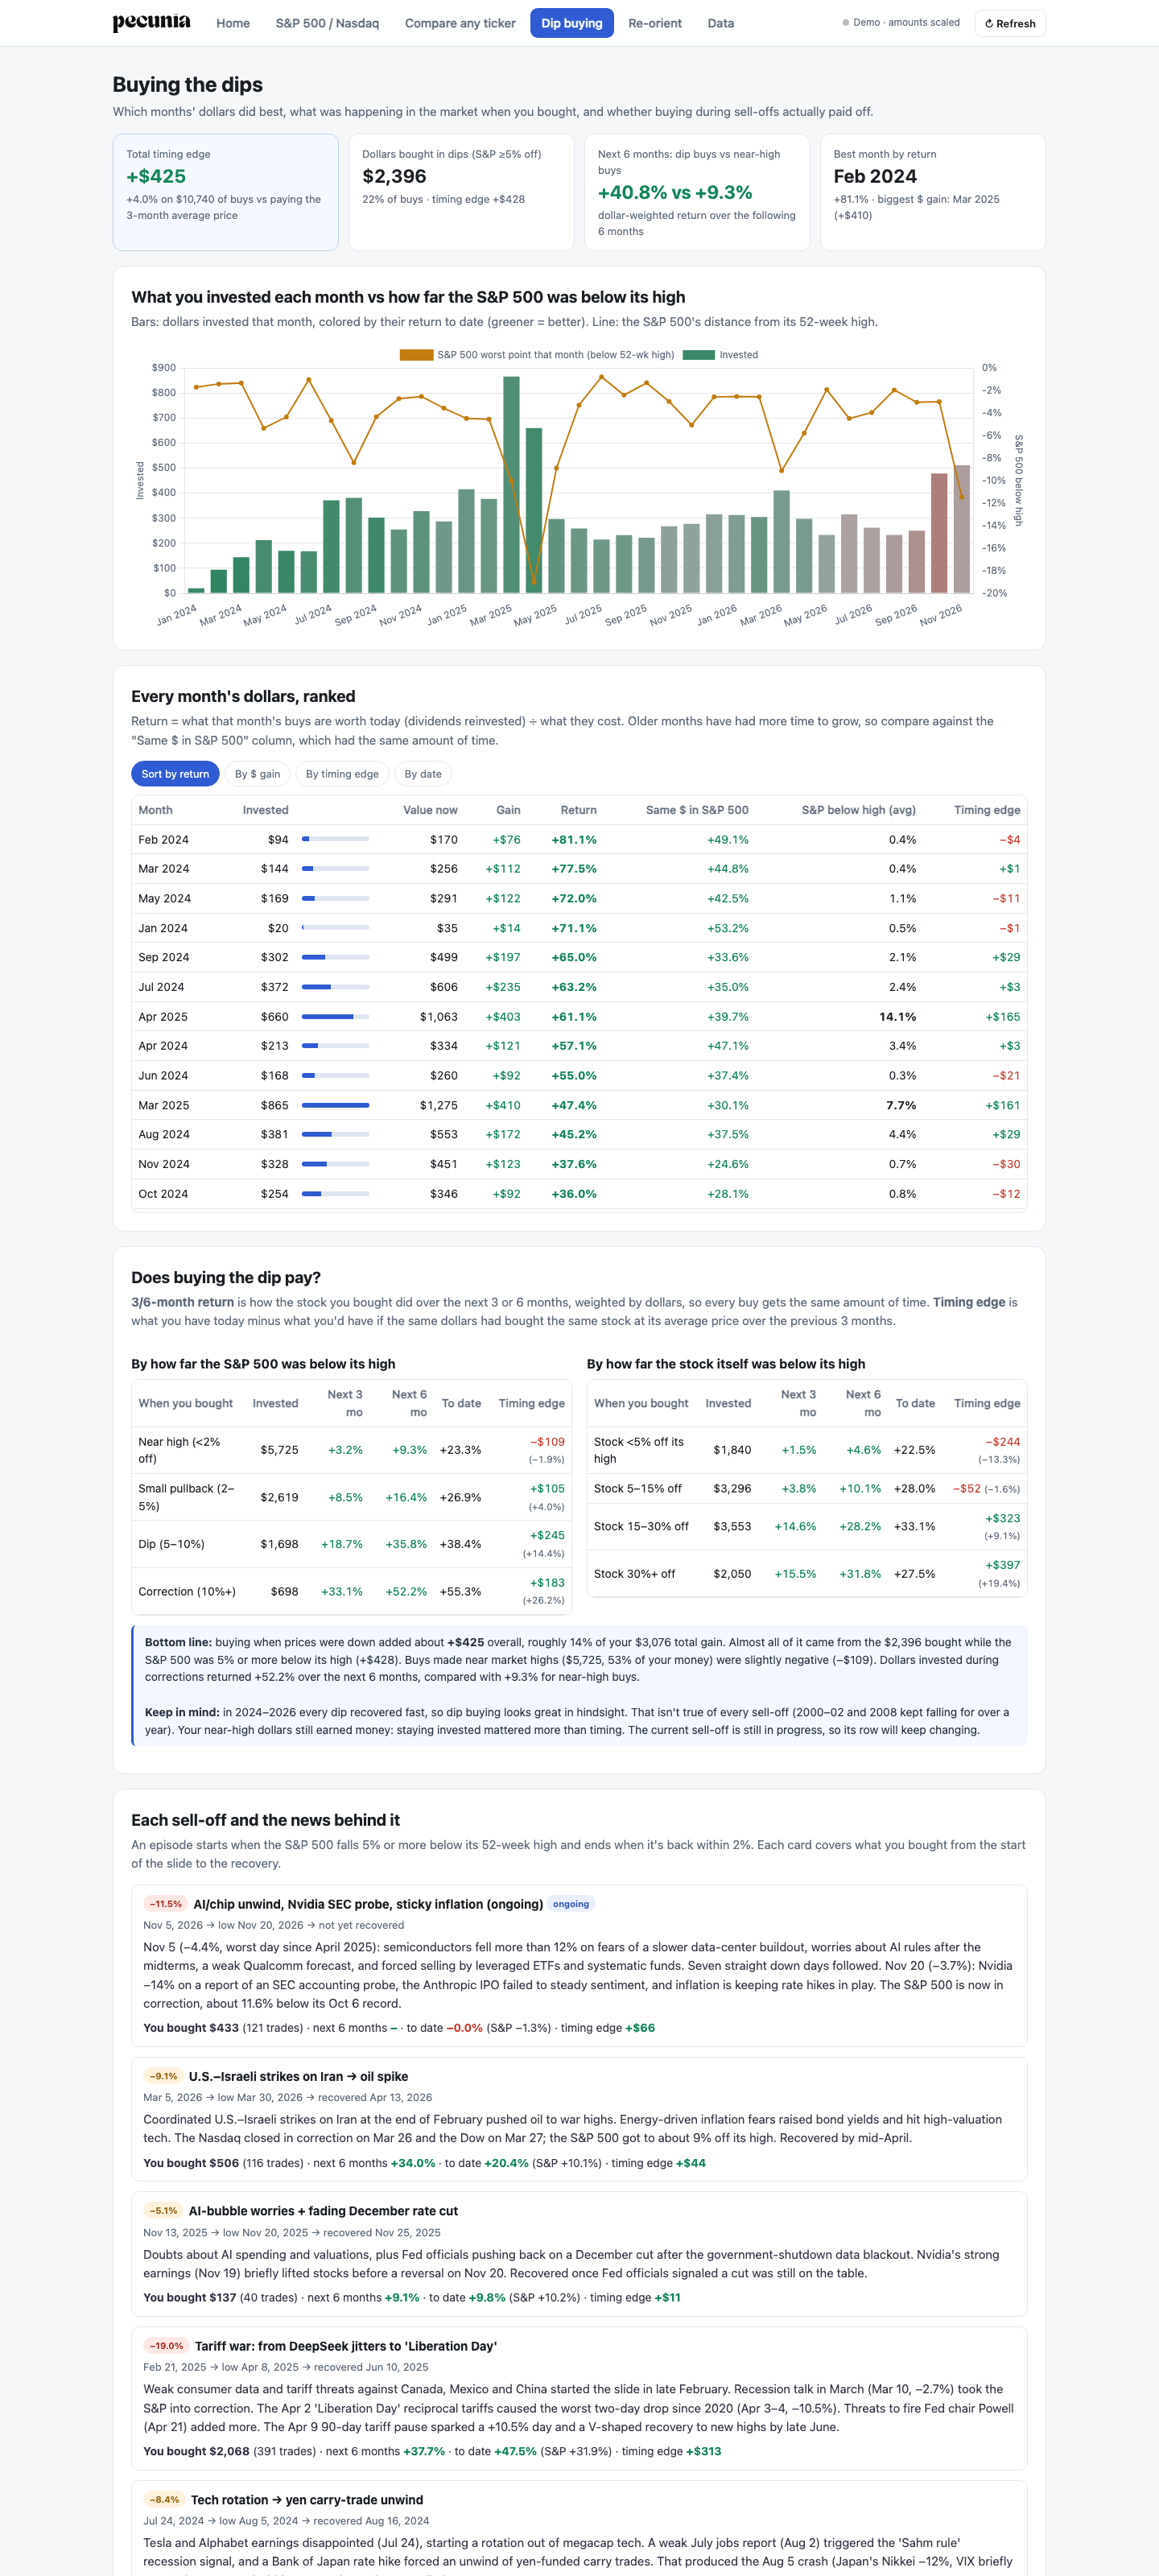 pecunia
Home S&P 500 / Nasdaq Compare any ticker Dip buying Re-orient Data Demo · amounts scaled ↻ Refresh
Buying the dips
Which months' dollars did best, what was happening in the market when you bought, and whether buying during sell-offs actually paid off.
Total timing edge
+$425
+4.0% on $10,740 of buys vs paying the
3-month average price
Dollars bought in dips (S&P ≥5% off)
$2,396
22% of buys · timing edge +$428
Next 6 months: dip buys vs near-high
buys
+40.8% vs +9.3%
dollar-weighted return over the following
6 months
Best month by return
Feb 2024
+81.1% · biggest $ gain: Mar 2025
(+$410)
What you invested each month vs how far the S&P 500 was below its high
Bars: dollars invested that month, colored by their return to date (greener = better). Line: the S&P 500's distance from its 52-week high.
S&P 500 worst point that month (below 52-wk high) Invested
$900
$800
$700
$600
$500
$400
$300
$200
$100
$0
Invested
0%
-2%
-4%
-6%
-8%
-10%
-12%
-14%
-16%
-18%
-20%
S&P 500 below high
Jan 2024 Mar 2024 May 2024 Jul 2024 Sep 2024 Nov 2024 Jan 2025 Mar 2025 May 2025 Jul 2025 Sep 2025 Nov 2025 Jan 2026 Mar 2026 May 2026 Jul 2026 Sep 2026 Nov 2026
Every month's dollars, ranked
Return = what that month's buys are worth today (dividends reinvested) ÷ what they cost. Older months have had more time to grow, so compare against the
"Same $ in S&P 500" column, which had the same amount of time.
Sort by return By $ gain By timing edge By date
Month Invested Value now Gain Return Same $ in S&P 500 S&P below high (avg) Timing edge
Feb 2024 $94 $170 +$76 +81.1% +49.1% 0.4% −$4
Mar 2024 $144 $256 +$112 +77.5% +44.8% 0.4% +$1
May 2024 $169 $291 +$122 +72.0% +42.5% 1.1% −$11
Jan 2024 $20 $35 +$14 +71.1% +53.2% 0.5% −$1
Sep 2024 $302 $499 +$197 +65.0% +33.6% 2.1% +$29
Jul 2024 $372 $606 +$235 +63.2% +35.0% 2.4% +$3
Apr 2025 $660 $1,063 +$403 +61.1% +39.7% 14.1% +$165
Apr 2024 $213 $334 +$121 +57.1% +47.1% 3.4% +$3
Jun 2024 $168 $260 +$92 +55.0% +37.4% 0.3% −$21
Mar 2025 $865 $1,275 +$410 +47.4% +30.1% 7.7% +$161
Aug 2024 $381 $553 +$172 +45.2% +37.5% 4.4% +$29
Nov 2024 $328 $451 +$123 +37.6% +24.6% 0.7% −$30
Oct 2024 $254 $346 +$92 +36.0% +28.1% 0.8% −$12
Does buying the dip pay?
3/6-month return is how the stock you bought did over the next 3 or 6 months, weighted by dollars, so every buy gets the same amount of time. Timing edge is
what you have today minus what you'd have if the same dollars had bought the same stock at its average price over the previous 3 months.
By how far the S&P 500 was below its high
When you bought Invested Next 3 mo Next 6 mo To date Timing edge
Near high (<2% off) $5,725 +3.2% +9.3% +23.3% −$109 (−1.9%)
Small pullback (2–5%) $2,619 +8.5% +16.4% +26.9% +$105 (+4.0%)
Dip (5–10%) $1,698 +18.7% +35.8% +38.4% +$245 (+14.4%)
Correction (10%+) $698 +33.1% +52.2% +55.3% +$183 (+26.2%)
By how far the stock itself was below its high
When you bought Invested Next 3 mo Next 6 mo To date Timing edge
Stock <5% off its high $1,840 +1.5% +4.6% +22.5% −$244 (−13.3%)
Stock 5–15% off $3,296 +3.8% +10.1% +28.0% −$52 (−1.6%)
Stock 15–30% off $3,553 +14.6% +28.2% +33.1% +$323 (+9.1%)
Stock 30%+ off $2,050 +15.5% +31.8% +27.5% +$397 (+19.4%)
Bottom line: buying when prices were down added about +$425 overall, roughly 14% of your $3,076 total gain. Almost all of it came from the $2,396 bought while the
S&P 500 was 5% or more below its high (+$428). Buys made near market highs ($5,725, 53% of your money) were slightly negative (−$109). Dollars invested during
corrections returned +52.2% over the next 6 months, compared with +9.3% for near-high buys.
Keep in mind: in 2024–2026 every dip recovered fast, so dip buying looks great in hindsight. That isn't true of every sell-off (2000–02 and 2008 kept falling for over a
year). Your near-high dollars still earned money: staying invested mattered more than timing. The current sell-off is still in progress, so its row will keep changing.
Each sell-off and the news behind it
An episode starts when the S&P 500 falls 5% or more below its 52-week high and ends when it's back within 2%. Each card covers what you bought from the start
of the slide to the recovery.
−11.5% AI/chip unwind, Nvidia SEC probe, sticky inflation (ongoing) ongoing
Nov 5, 2026 → low Nov 20, 2026 → not yet recovered
Nov 5 (−4.4%, worst day since April 2025): semiconductors fell more than 12% on fears of a slower data-center buildout, worries about AI rules after the
midterms, a weak Qualcomm forecast, and forced selling by leveraged ETFs and systematic funds. Seven straight down days followed. Nov 20 (−3.7%): Nvidia
−14% on a report of an SEC accounting probe, the Anthropic IPO failed to steady sentiment, and inflation is keeping rate hikes in play. The S&P 500 is now in
correction, about 11.6% below its Oct 6 record.
You bought $433 (121 trades) · next 6 months – · to date −0.0% (S&P −1.3%) · timing edge +$66
−9.1% U.S.–Israeli strikes on Iran → oil spike
Mar 5, 2026 → low Mar 30, 2026 → recovered Apr 13, 2026
Coordinated U.S.–Israeli strikes on Iran at the end of February pushed oil to war highs. Energy-driven inflation fears raised bond yields and hit high-valuation
tech. The Nasdaq closed in correction on Mar 26 and the Dow on Mar 27; the S&P 500 got to about 9% off its high. Recovered by mid-April.
You bought $506 (116 trades) · next 6 months +34.0% · to date +20.4% (S&P +10.1%) · timing edge +$44
−5.1% AI-bubble worries + fading December rate cut
Nov 13, 2025 → low Nov 20, 2025 → recovered Nov 25, 2025
Doubts about AI spending and valuations, plus Fed officials pushing back on a December cut after the government-shutdown data blackout. Nvidia's strong
earnings (Nov 19) briefly lifted stocks before a reversal on Nov 20. Recovered once Fed officials signaled a cut was still on the table.
You bought $137 (40 trades) · next 6 months +9.1% · to date +9.8% (S&P +10.2%) · timing edge +$11
−19.0% Tariff war: from DeepSeek jitters to 'Liberation Day'
Feb 21, 2025 → low Apr 8, 2025 → recovered Jun 10, 2025
Weak consumer data and tariff threats against Canada, Mexico and China started the slide in late February. Recession talk in March (Mar 10, −2.7%) took the
S&P into correction. The Apr 2 'Liberation Day' reciprocal tariffs caused the worst two-day drop since 2020 (Apr 3–4, −10.5%). Threats to fire Fed chair Powell
(Apr 21) added more. The Apr 9 90-day tariff pause sparked a +10.5% day and a V-shaped recovery to new highs by late June.
You bought $2,068 (391 trades) · next 6 months +37.7% · to date +47.5% (S&P +31.9%) · timing edge +$313
−8.4% Tech rotation → yen carry-trade unwind
Jul 24, 2024 → low Aug 5, 2024 → recovered Aug 16, 2024
Tesla and Alphabet earnings disappointed (Jul 24), starting a rotation out of megacap tech. A weak July jobs report (Aug 2) triggered the 'Sahm rule'
recession signal, and a Bank of Japan rate hike forced an unwind of yen-funded carry trades. That produced the Aug 5 crash (Japan's Nikkei −12%, VIX briefly